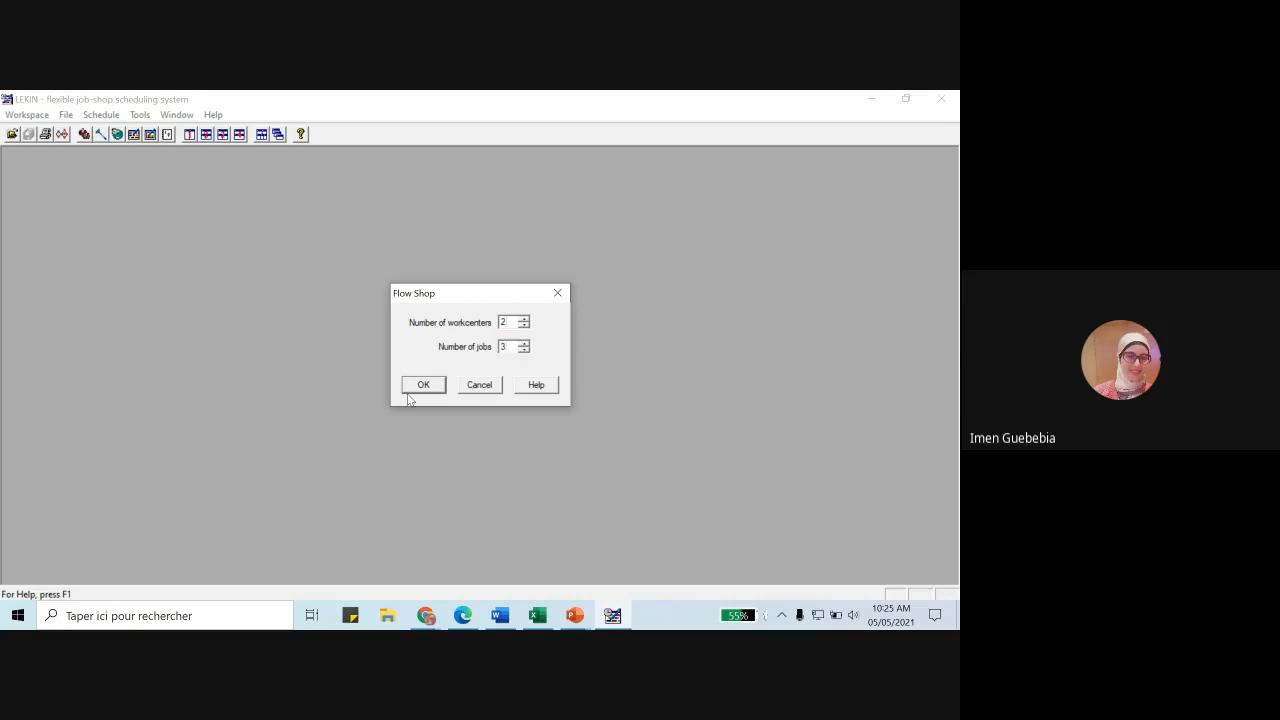 LEKIN - flexible job-shop scheduling system
Workspace File Schedule Tools Window Help
Flow Shop
Number of workcenters 2
Number of jobs 3
OK Cancel Help
Imen Guebebia
For Help, press F1
Taper ici pour rechercher
55%
10:25 AM
05/05/2021